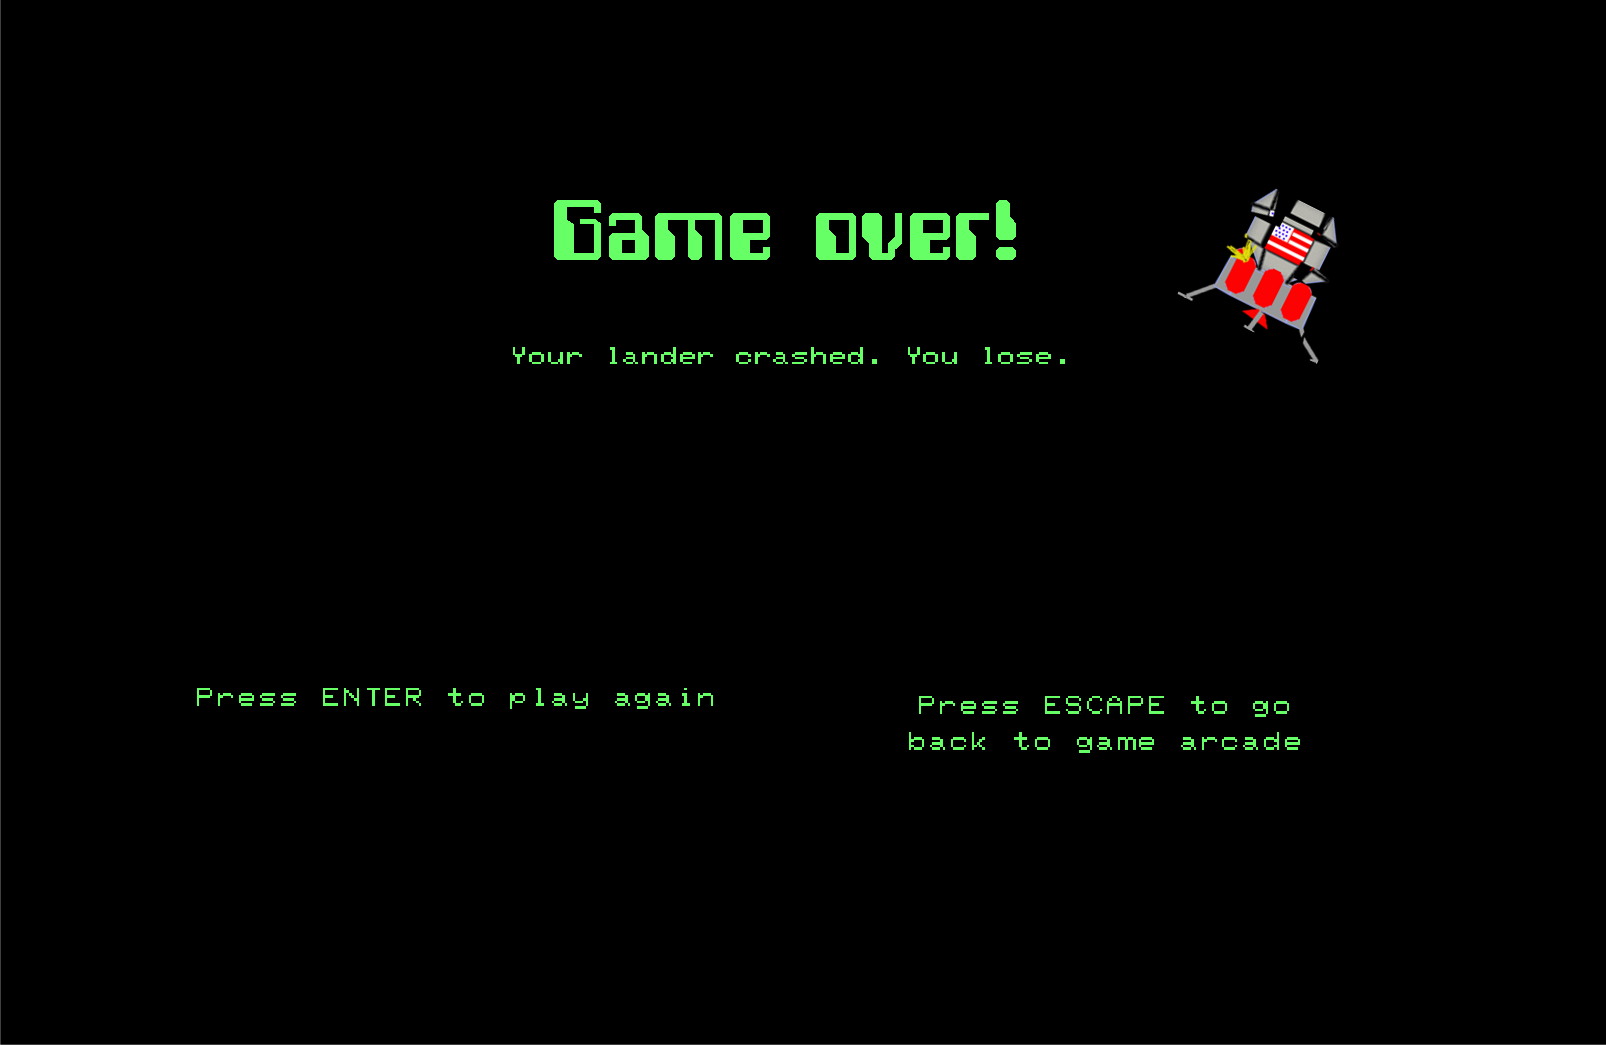 Game over!
Your lander crashed. You lose.
Press ENTER to play again
Press ESCAPE to go
back to game arcade